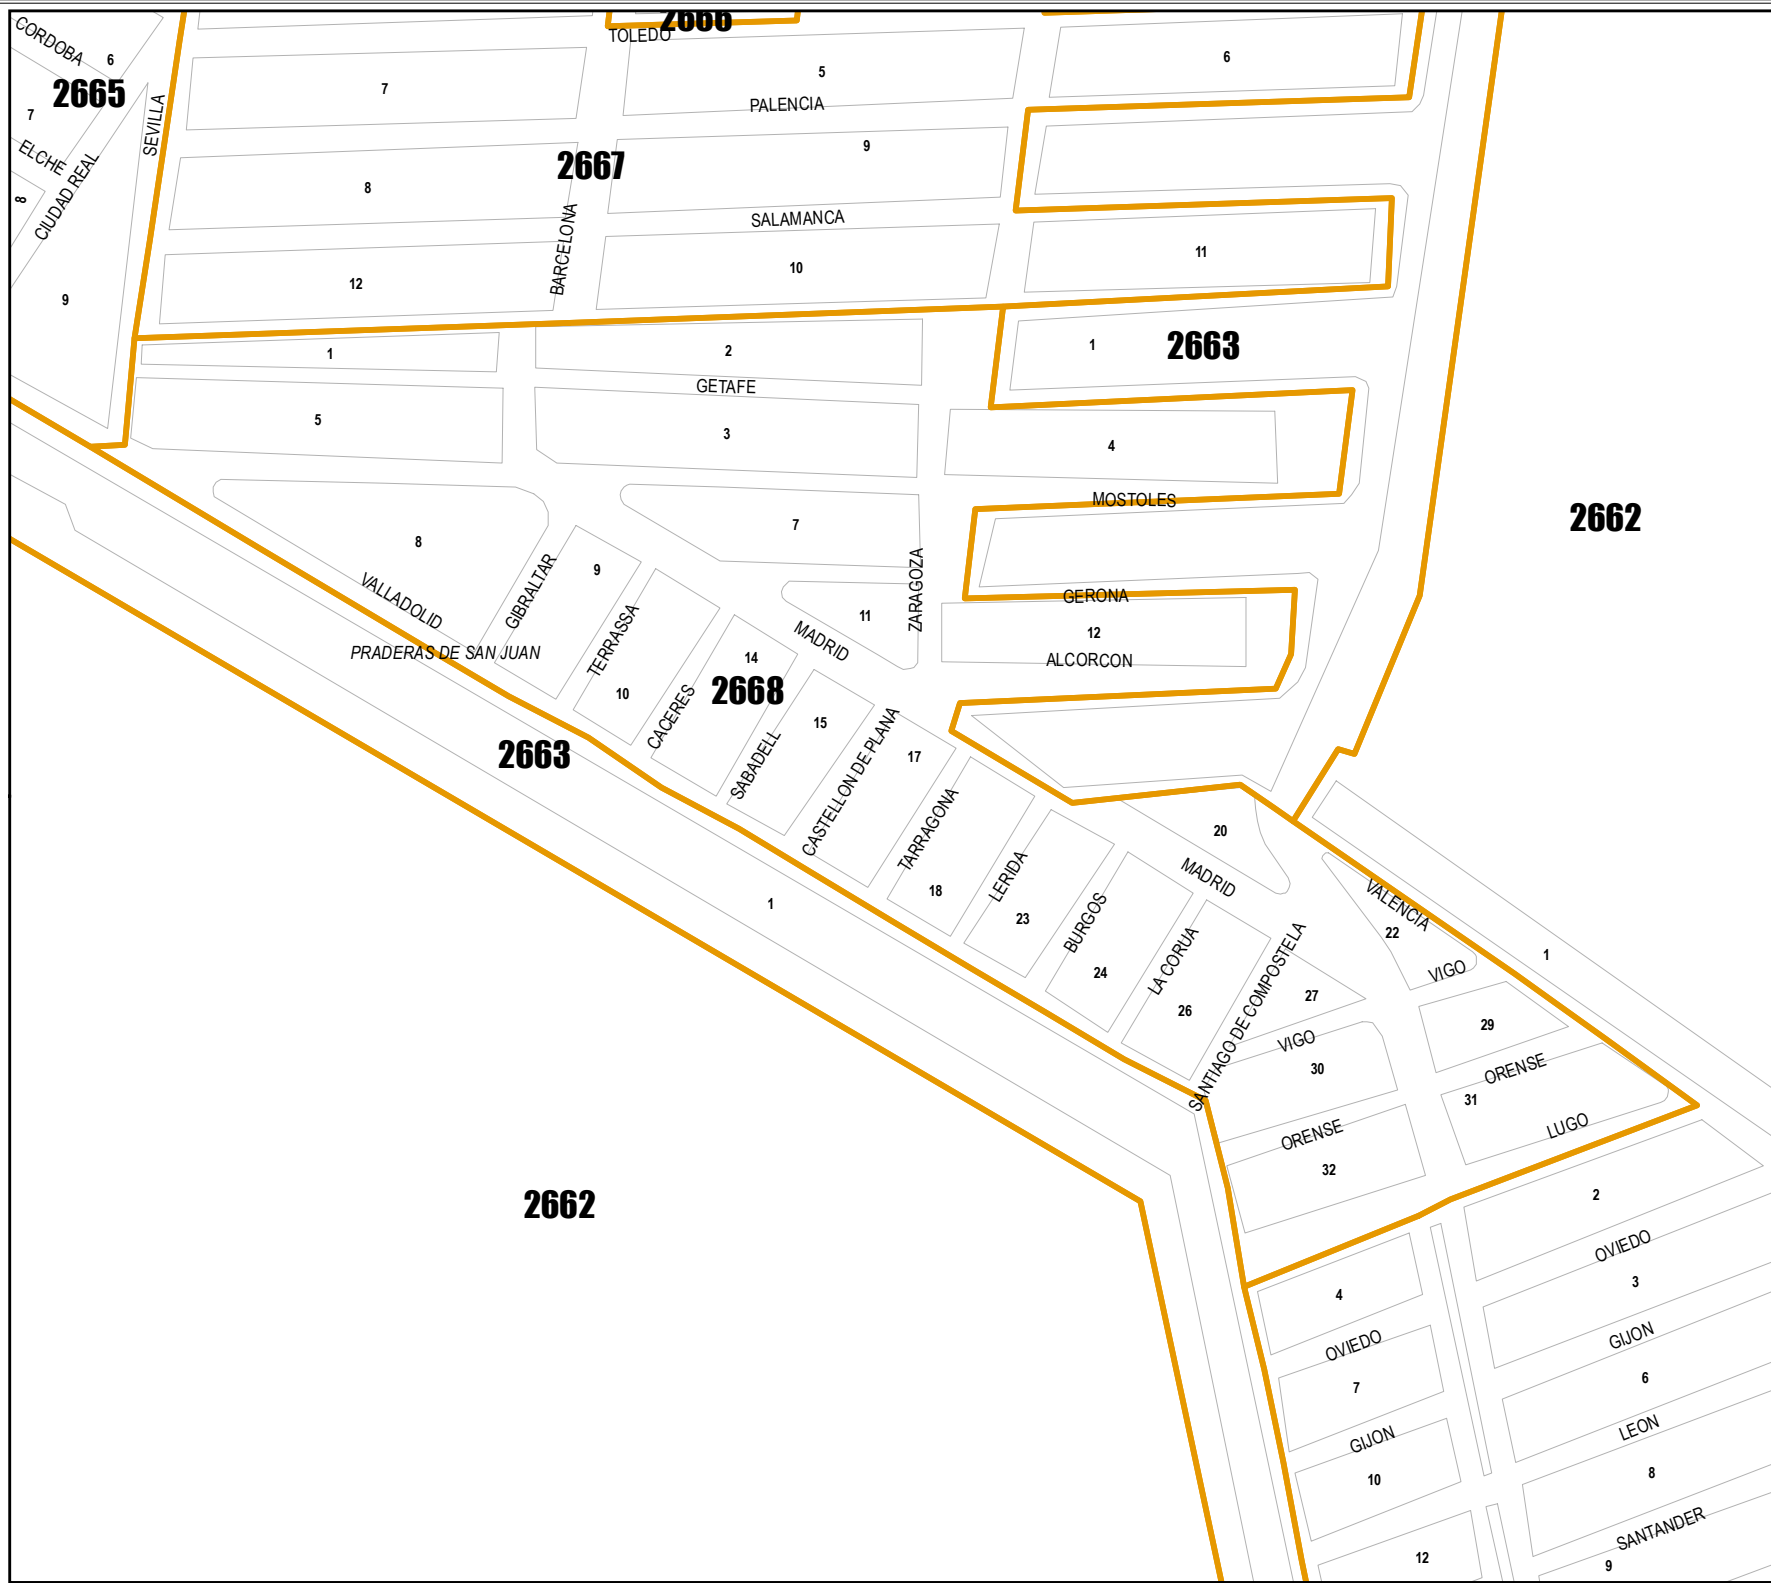 CORDOBA
6
2665
7
SEVILLA
ELCHE
CIUDAD REAL
8
9
2666
TOLEDO
7
5
6
PALENCIA
9
2667
8
BARCELONA
SALAMANCA
12
10
11
1
2
1
2663
GETAFE
5
3
4
MOSTOLES
2662
8
7
VALLADOLID
GIBRALTAR
9
ZARAGOZA
GERONA
11
12
MADRID
ALCORCON
PRADERAS DE SAN JUAN
TERRASSA
10
14
2668
CACERES
15
SABADELL
CASTELLON DE PLANA
17
2663
TARRAGONA
20
MADRID
18
LERIDA
23
1
BURGOS
VALENCIA
22
1
24
LA CORUA
VIGO
26
SANTIAGO DE COMPOSTELA
27
29
VIGO
30
ORENSE
31
ORENSE
LUGO
32
2662
2
OVIEDO
3
4
OVIEDO
GIJON
7
6
GIJON
LEON
10
8
SANTANDER
12
9